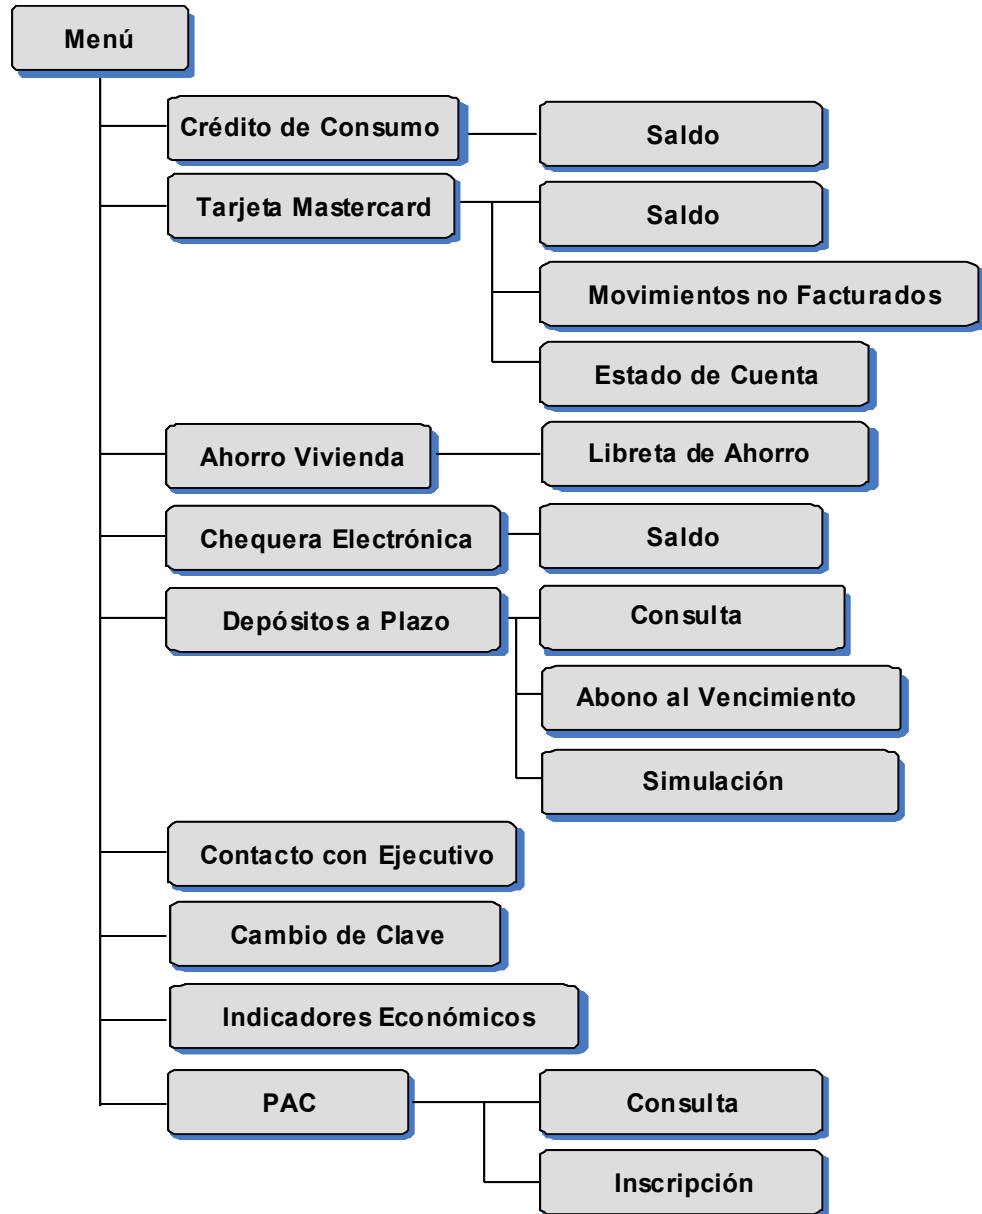 Menú
Crédito de Consumo
Saldo
Tarjeta Mastercard
Saldo
Movimientos no Facturados
Estado de Cuenta
Ahorro Vivienda
Libreta de Ahorro
Chequera Electrónica
Saldo
Depósitos a Plazo
Consulta
Abono al Vencimiento
Simulación
Contacto con Ejecutivo
Cambio de Clave
Indicadores Económicos
PAC
Consulta
Inscripción